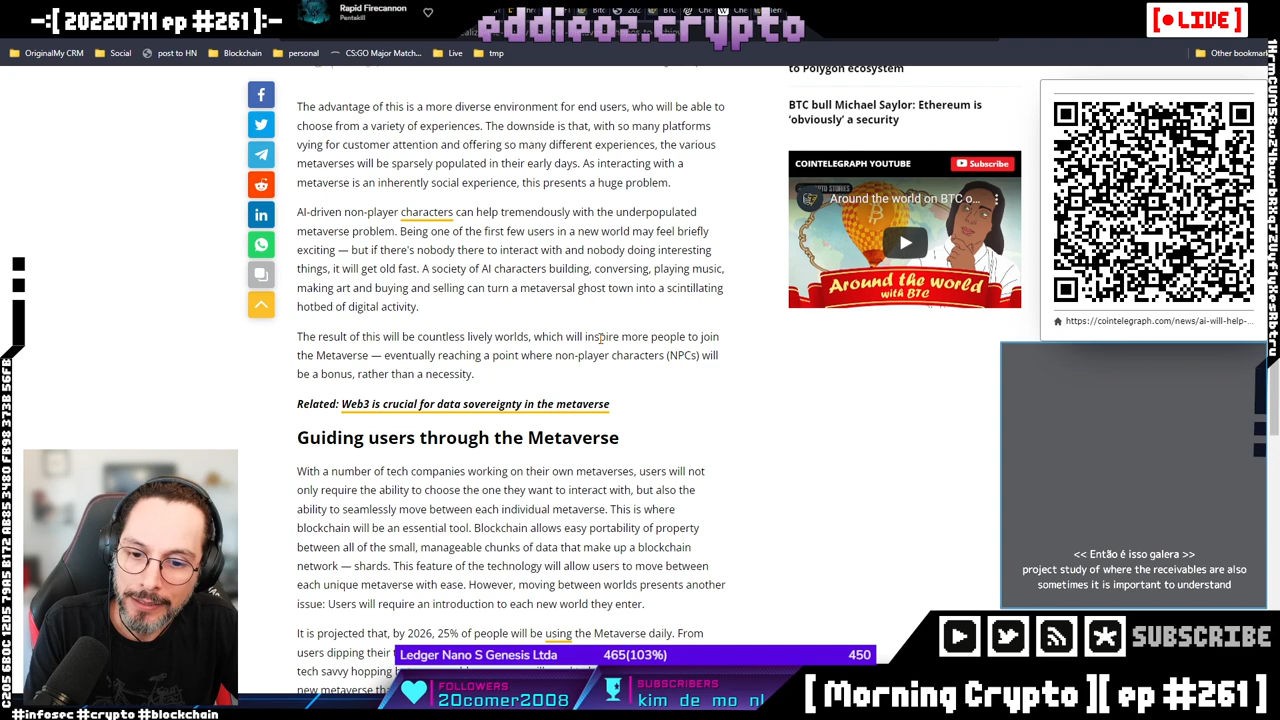 -:[ 20220711 ep #261 ]:-
Rapid Firecannon
Pentakill
eddieoz.crypto
[ LIVE ]
OriginalMy CRM
Social
post to HN
Blockchain
personal
CS:GO Major Match...
Live
tmp
Other bookmar
to Polygon ecosystem
BTC bull Michael Saylor: Ethereum is
'obviously' a security
The advantage of this is a more diverse environment for end users, who will be able to
choose from a variety of experiences. The downside is that, with so many platforms
vying for customer attention and offering so many different experiences, the various
metaverses will be sparsely populated in their early days. As interacting with a
metaverse is an inherently social experience, this presents a huge problem.
AI-driven non-player characters can help tremendously with the underpopulated
metaverse problem. Being one of the first few users in a new world may feel briefly
exciting — but if there's nobody there to interact with and nobody doing interesting
things, it will get old fast. A society of AI characters building, conversing, playing music,
making art and buying and selling can turn a metaversal ghost town into a scintillating
hotbed of digital activity.
The result of this will be countless lively worlds, which will inspire more people to join
the Metaverse — eventually reaching a point where non-player characters (NPCs) will
be a bonus, rather than a necessity.
Related: Web3 is crucial for data sovereignty in the metaverse
Guiding users through the Metaverse
With a number of tech companies working on their own metaverses, users will not
only require the ability to choose the one they want to interact with, but also the
ability to seamlessly move between each individual metaverse. This is where
blockchain will be an essential tool. Blockchain allows easy portability of property
between all of the small, manageable chunks of data that make up a blockchain
network — shards. This feature of the technology will allow users to move between
each unique metaverse with ease. However, moving between worlds presents another
issue: Users will require an introduction to each new world they enter.
It is projected that, by 2026, 25% of people will be using the Metaverse daily. From
users dipping their
tech savvy hopping
new metaverse tha
COINTELEGRAPH YOUTUBE
Subscribe
CRYPTO STORIES
Around the world on BTC o...
Around the world
with BTC
https://cointelegraph.com/news/ai-will-help-...
<< Então é isso galera >>
project study of where the receivables are also
sometimes it is important to understand
Ledger Nano S Genesis Ltda
465(103%)
450
FOLLOWERS
20comer2008
SUBSCRIBERS
kim de mo nl
SUBSCRIBE
[ Morning Crypto ][ ep #261 ]
#infosec #crypto #blockchain